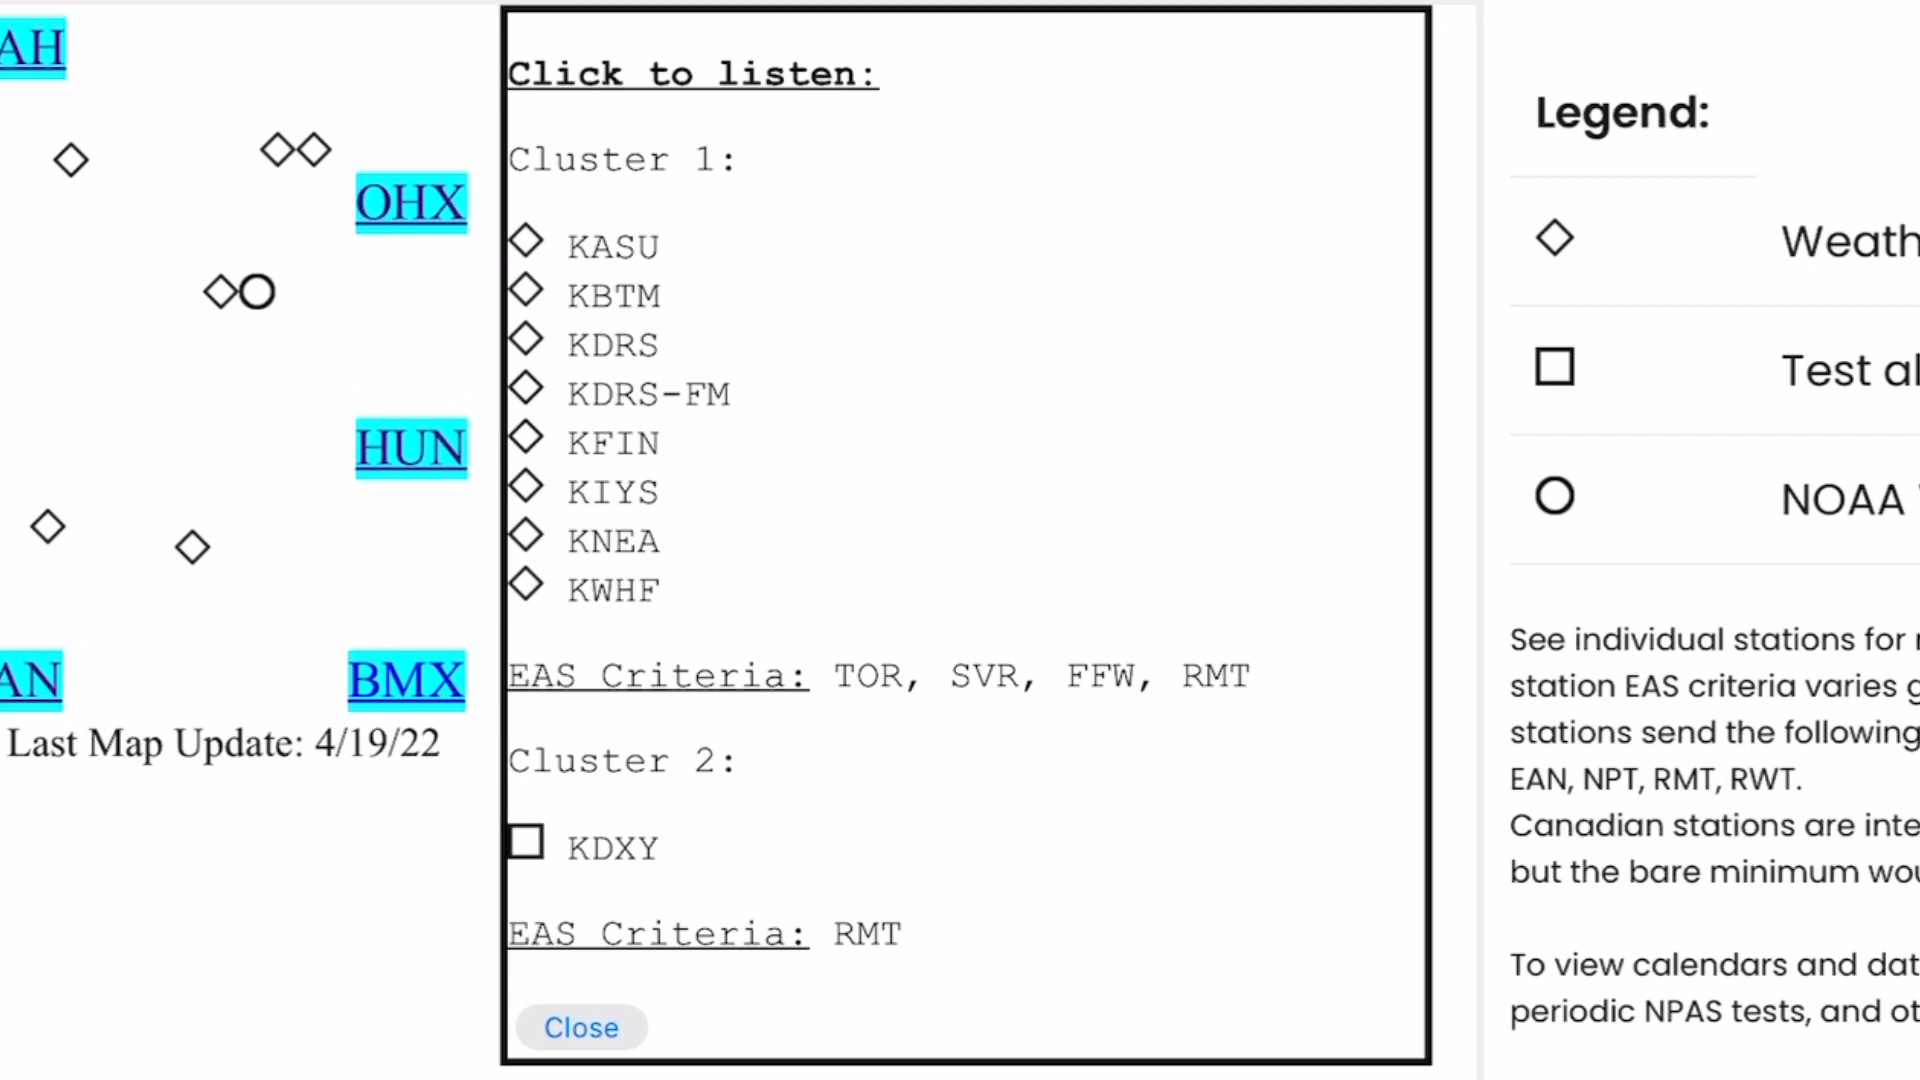 AH
OHX
HUN
AN
BMX
Last Map Update: 4/19/22
Click to listen:
Cluster 1:
KASU
KBTM
KDRS
KDRS-FM
KFIN
KIYS
KNEA
KWHF
EAS Criteria: TOR, SVR, FFW, RMT
Cluster 2:
KDXY
EAS Criteria: RMT
Close
Legend:
Weath
Test al
NOAA
See individual stations for
station EAS criteria varies
stations send the following
EAN, NPT, RMT, RWT.
Canadian stations are inte
but the bare minimum wou
To view calendars and dat
periodic NPAS tests, and ot